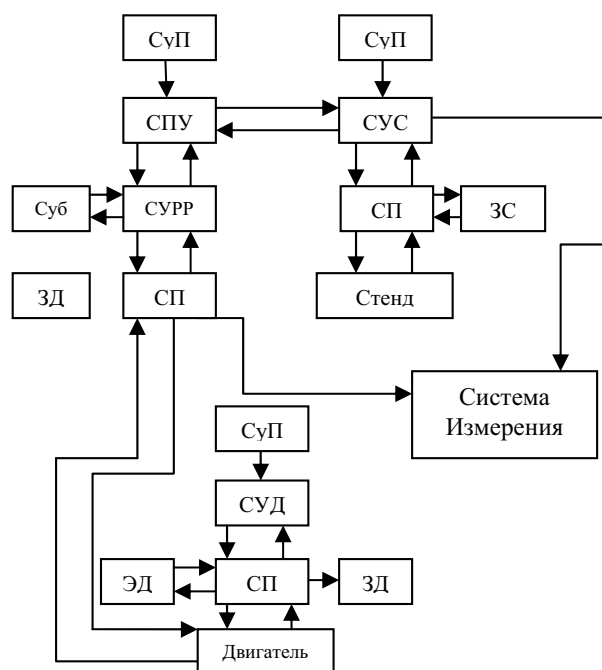 СуП
СуП
СПУ
СУС
Суб
СУРР
СП
ЗС
ЗД
СП
Стенд
Система
Измерения
СуП
СУД
ЭД
СП
ЗД
Двигатель